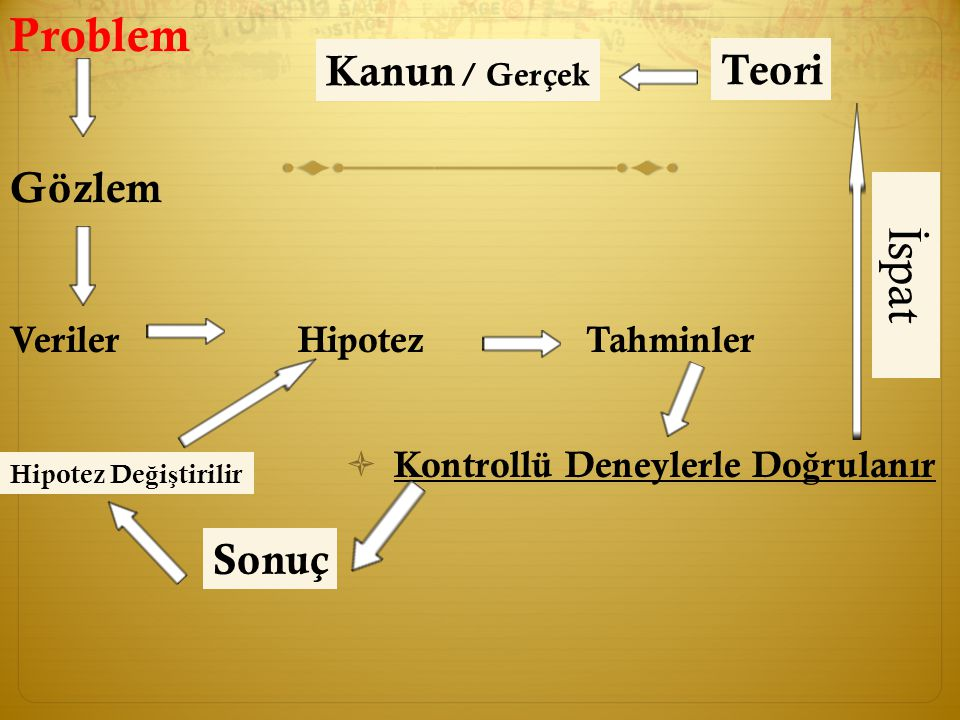 Problem
Kanun / Gerçek
Teori
Gözlem
İspat
Veriler
Hipotez
Tahminler
Hipotez Değiştirilir
Kontrollü Deneylerle Doğrulanır
Sonuç